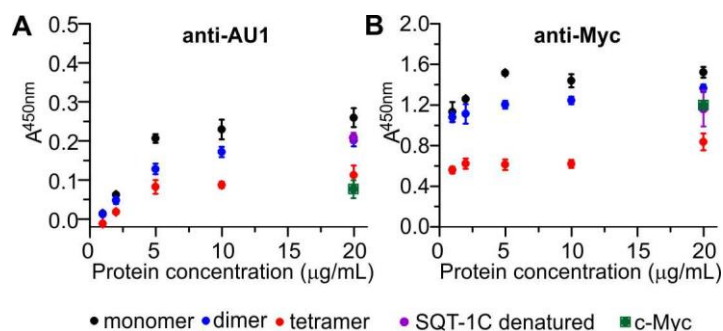 A anti-AU1
0.5
0.4
0.3
0.2
0.1
0.0
A450nm
0 5 10 15 20
Protein concentration (μg/mL)
B anti-Myc
2.0
1.6
1.2
0.8
0.4
0.0
A450nm
0 5 10 15 20
Protein concentration (μg/mL)
monomer dimer tetramer SQT-1C denatured c-Myc